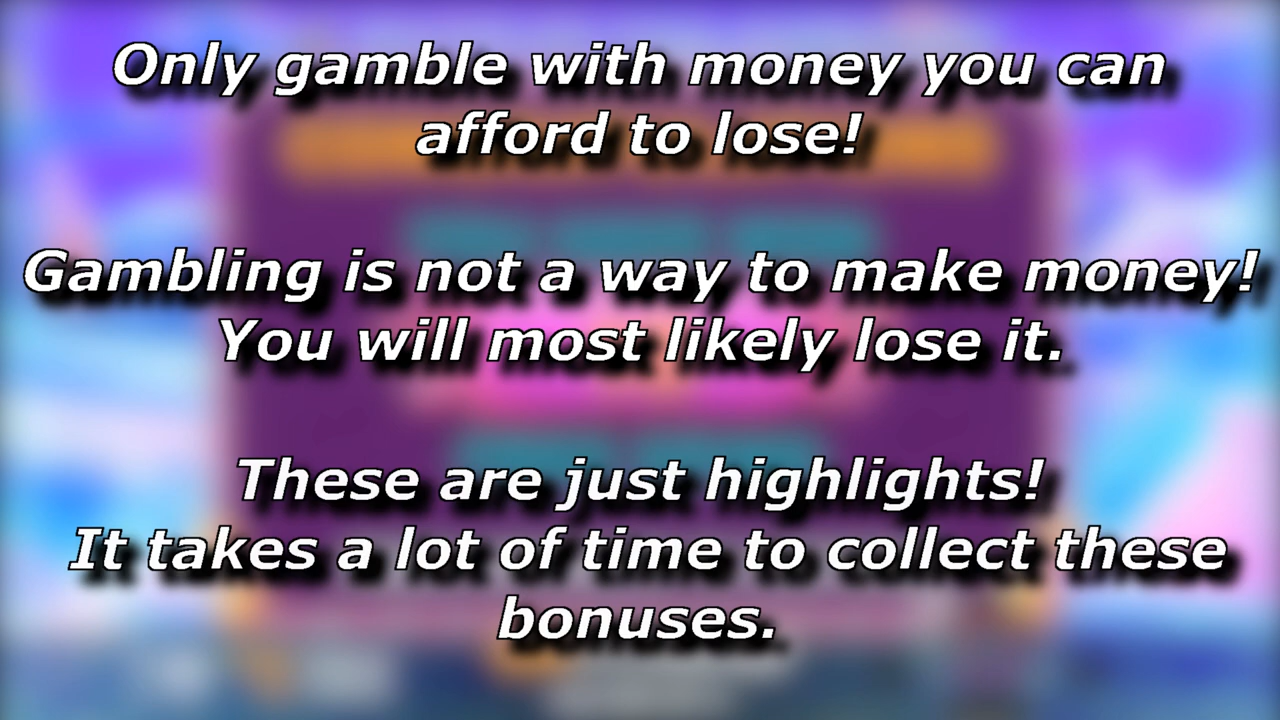 Only gamble with money you can
afford to lose!
Gambling is not a way to make money!
You will most likely lose it.
These are just highlights!
It takes a lot of time to collect these
bonuses.